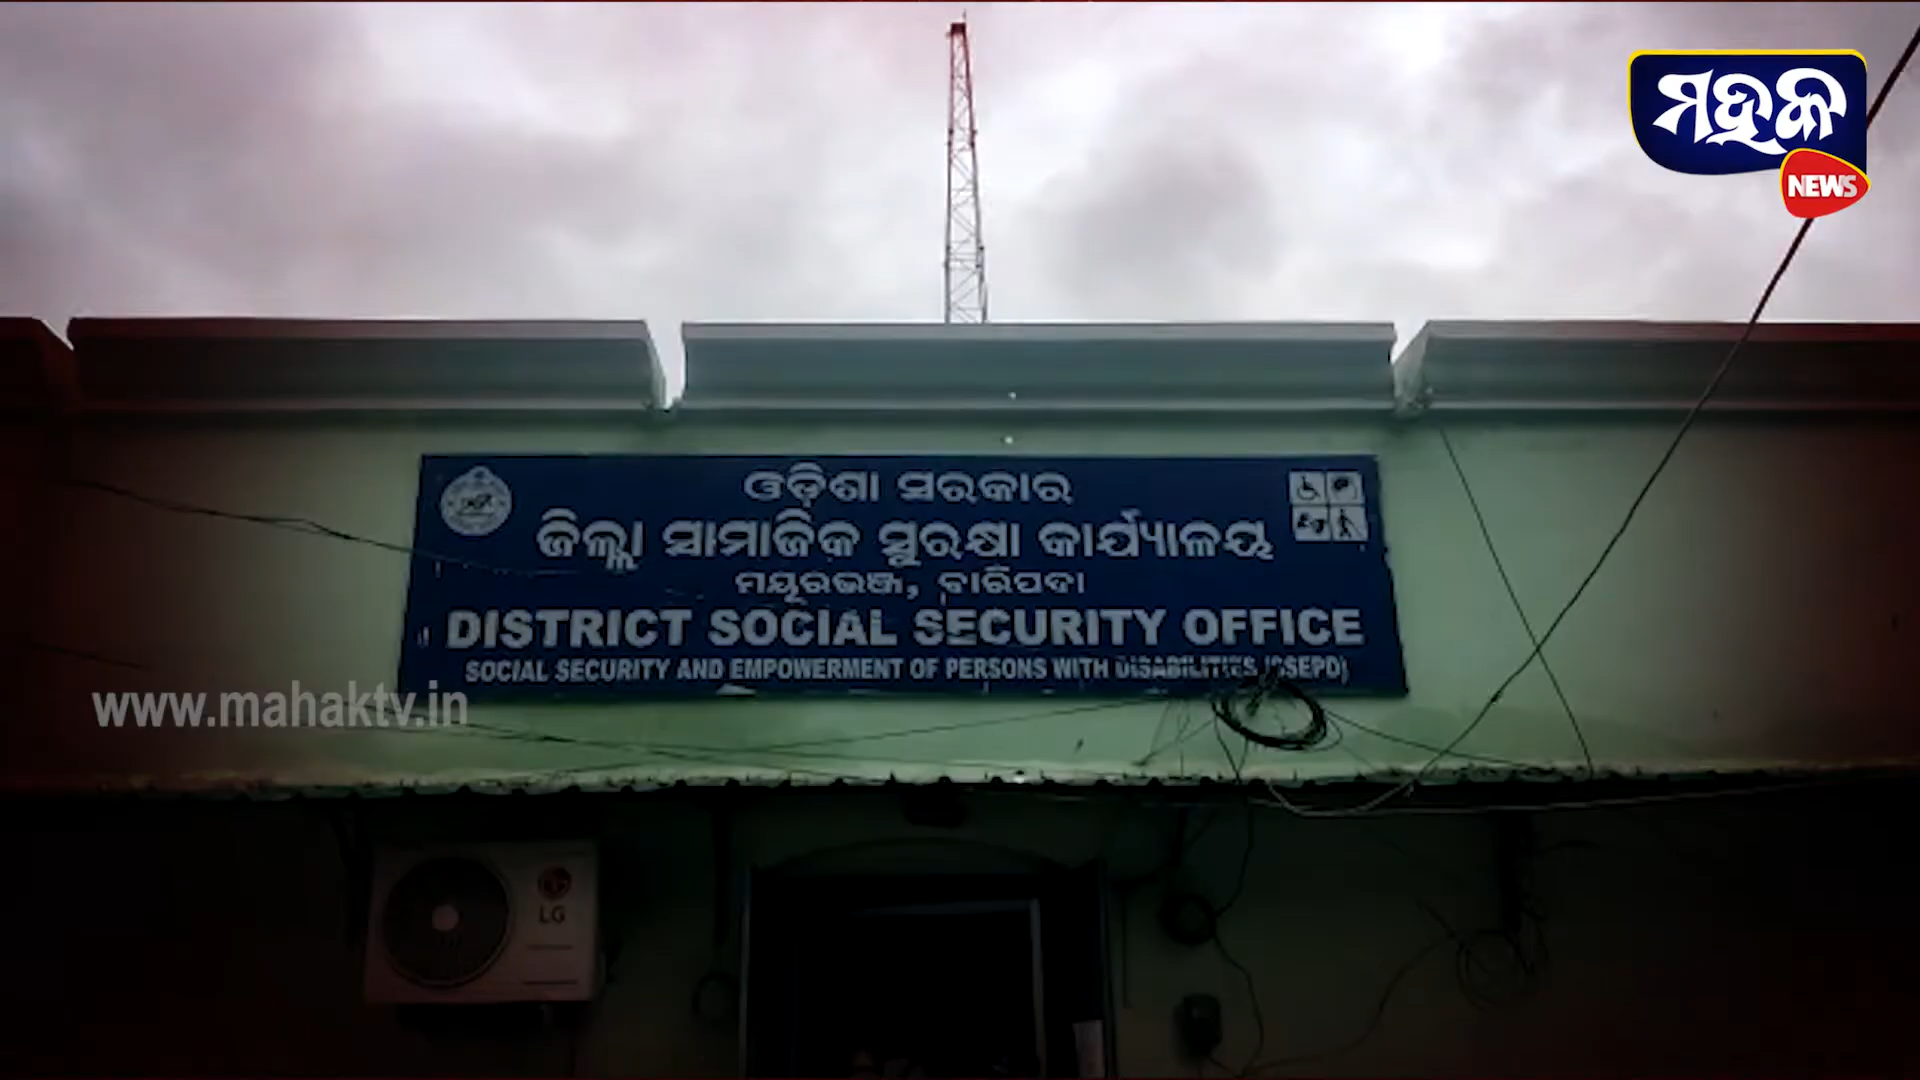 ମହକ
NEWS
ଓଡ଼ିଶା ସରକାର
ଜିଲ୍ଲା ସାମାଜିକ ସୁରକ୍ଷା କାର୍ଯ୍ୟାଳୟ
ମୟୂରଭଞ୍ଜ, ବାରିପଦା
DISTRICT SOCIAL SECURITY OFFICE
SOCIAL SECURITY AND EMPOWERMENT OF PERSONS WITH DISABILITIES (SSEPD)
www.mahaktv.in
LG